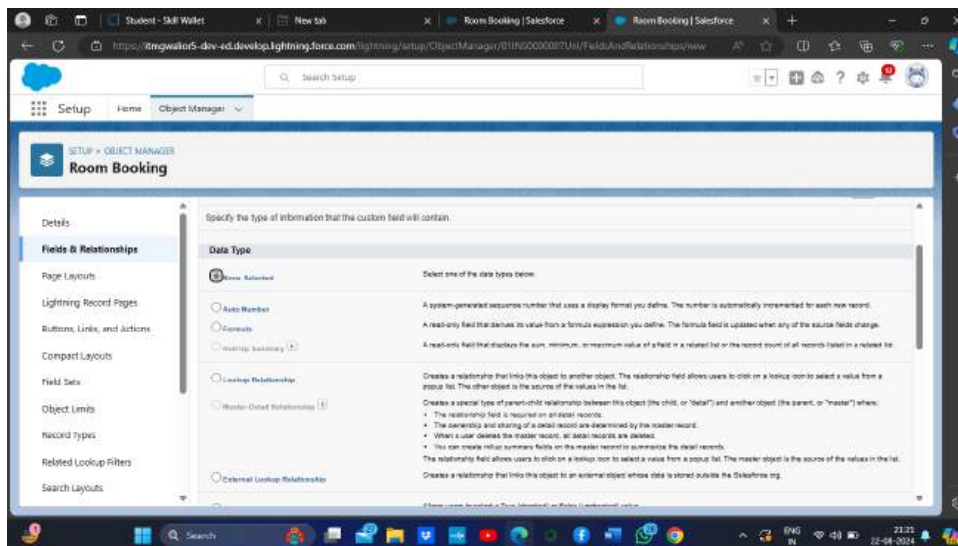 Student - Skill Wallet
New tab
Room Booking | Salesforce
Room Booking | Salesforce
https://itmgwalior5-dev-ed.develop.lightning.force.com/lightning/setup/ObjectManager/
/FieldsAndRelationships/new
Search Setup
Setup
Home
Object Manager
SETUP > OBJECT MANAGER
Room Booking
Details
Fields & Relationships
Page Layouts
Lightning Record Pages
Buttons, Links, and Actions
Compact Layouts
Field Sets
Object Limits
Record Types
Related Lookup Filters
Search Layouts
Specify the type of information that the custom field will contain.
Data Type
None Selected
Select one of the data types below.
Auto Number
A system-generated sequence number that uses a display format you define. The number is automatically incremented for each new record.
Formula
A read-only field that derives its value from a formula expression you define. The formula field is updated when any of the source fields change.
Roll-Up Summary
A read-only field that displays the sum, minimum, or maximum value of a field in a related list or the record count of all records listed in a related list.
Lookup Relationship
Creates a relationship that links this object to another object. The relationship field allows users to click on a lookup icon to select a value from a
popup list. The other object is the source of the values in the list.
Master-Detail Relationship
Creates a special type of parent-child relationship between this object (the child, or "detail") and another object (the parent, or "master") where:
• The relationship field is required on all detail records.
• The ownership and sharing of a detail record are determined by the master record.
• When a user deletes the master record, all detail records are deleted.
• You can create rollup summary fields on the master record to summarize the detail records.
The relationship field allows users to click on a lookup icon to select a value from a popup list. The master object is the source of the values in the list.
External Lookup Relationship
Creates a relationship that links this object to an external object whose data is stored outside the Salesforce org.
Search
ENG
IN
21:21
22-08-2024